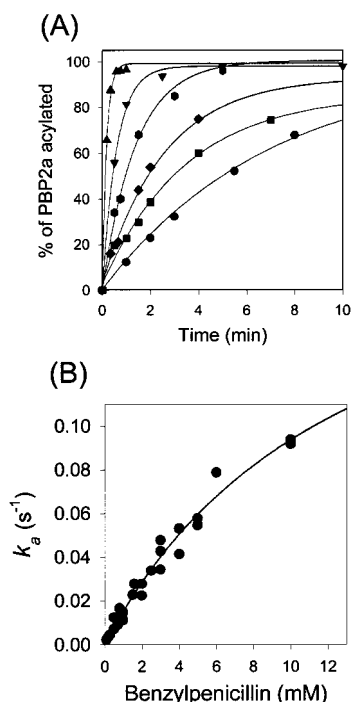 (A)
% of PBP2a acylated
100
80
60
40
20
0
0 2 4 6 8 10
Time (min)
(B)
kₐ (s⁻¹)
0.10
0.08
0.06
0.04
0.02
0.00
0 2 4 6 8 10 12
Benzylpenicillin (mM)